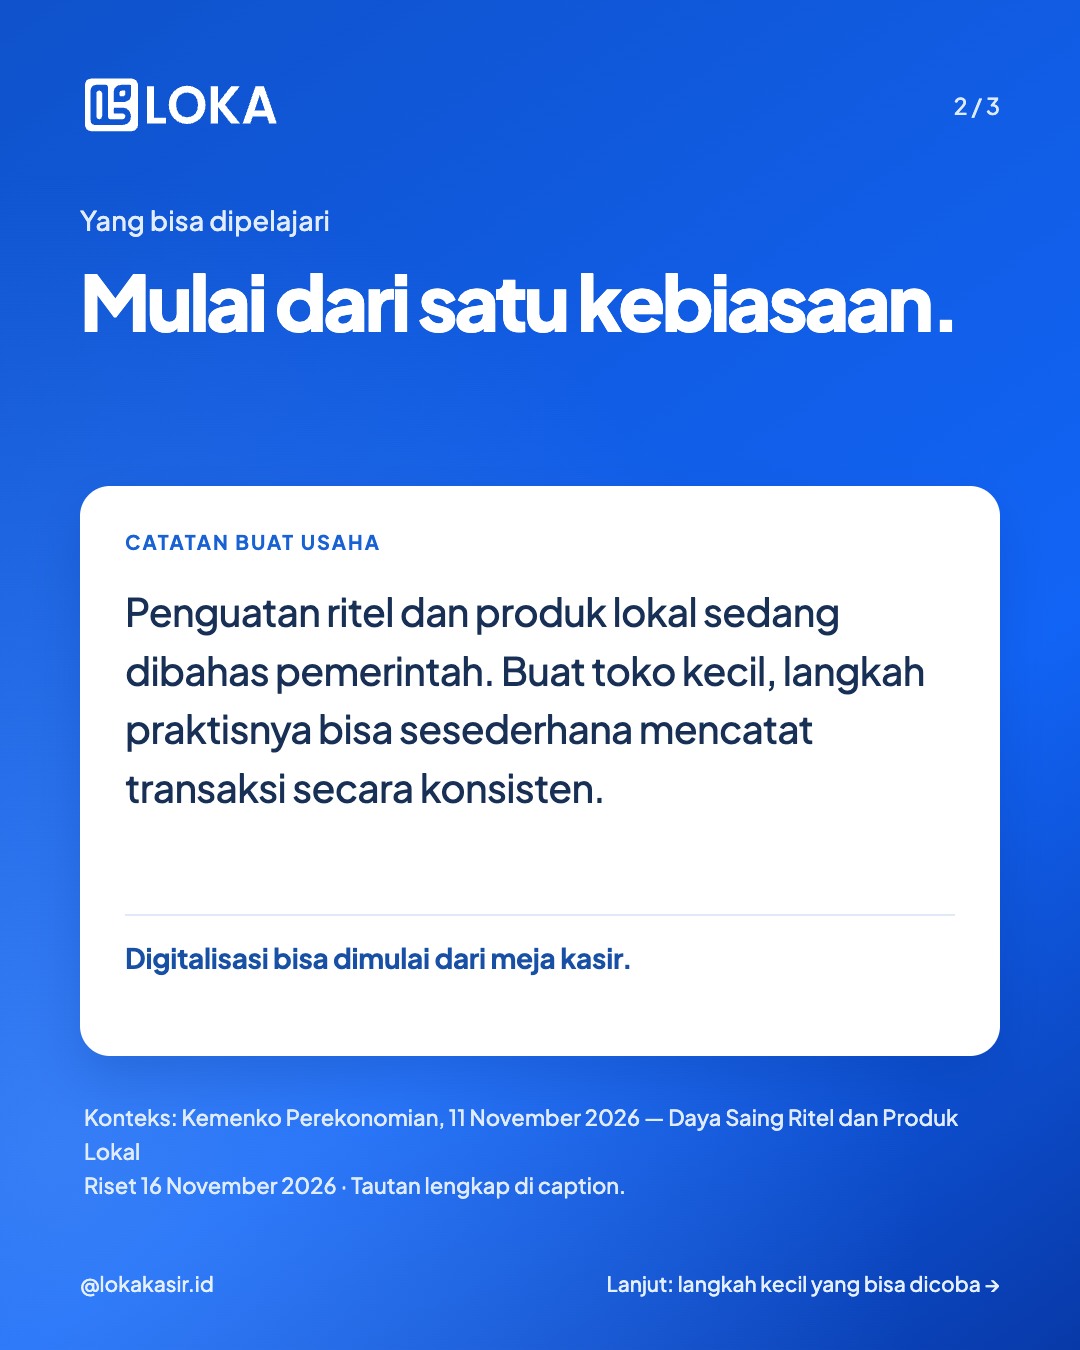 LOKA
2 / 3
Yang bisa dipelajari
Mulai dari satu kebiasaan.
CATATAN BUAT USAHA
Penguatan ritel dan produk lokal sedang
dibahas pemerintah. Buat toko kecil, langkah
praktisnya bisa sesederhana mencatat
transaksi secara konsisten.
Digitalisasi bisa dimulai dari meja kasir.
Konteks: Kemenko Perekonomian, 11 November 2026 — Daya Saing Ritel dan Produk
Lokal
Riset 16 November 2026 · Tautan lengkap di caption.
@lokakasir.id
Lanjut: langkah kecil yang bisa dicoba →